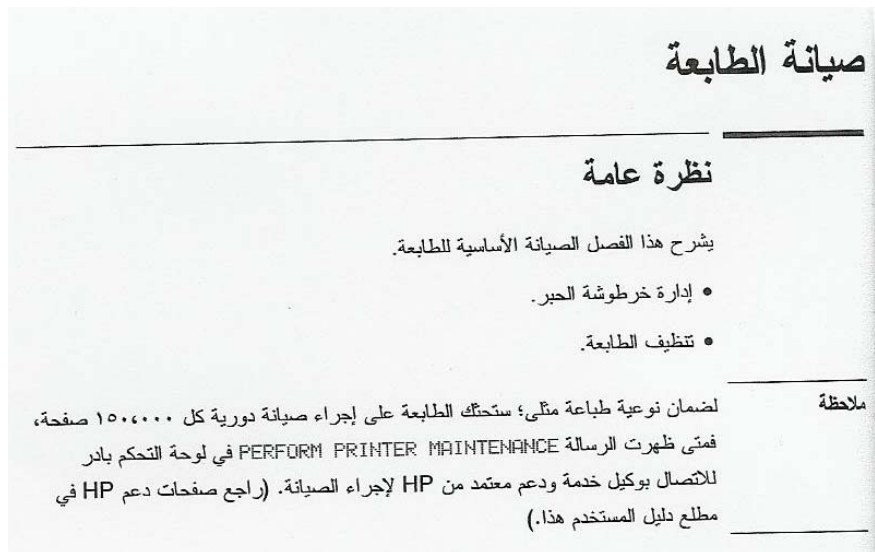 صيانة الطابعة
نظرة عامة
يشرح هذا الفصل الصيانة الأساسية للطابعة.
• إدارة خرطوشة الحبر.
• تنظيف الطابعة.
ملاحظة
لضمان نوعية طباعة مثلى؛ ستحثك الطابعة على إجراء صيانة دورية كل ١٥٠،٠٠٠ صفحة،
فمتى ظهرت الرسالة PERFORM PRINTER MAINTENANCE في لوحة التحكم بادر
للاتصال بوكيل خدمة ودعم معتمد من HP لإجراء الصيانة. (راجع صفحات دعم HP في
مطلع دليل المستخدم هذا.)